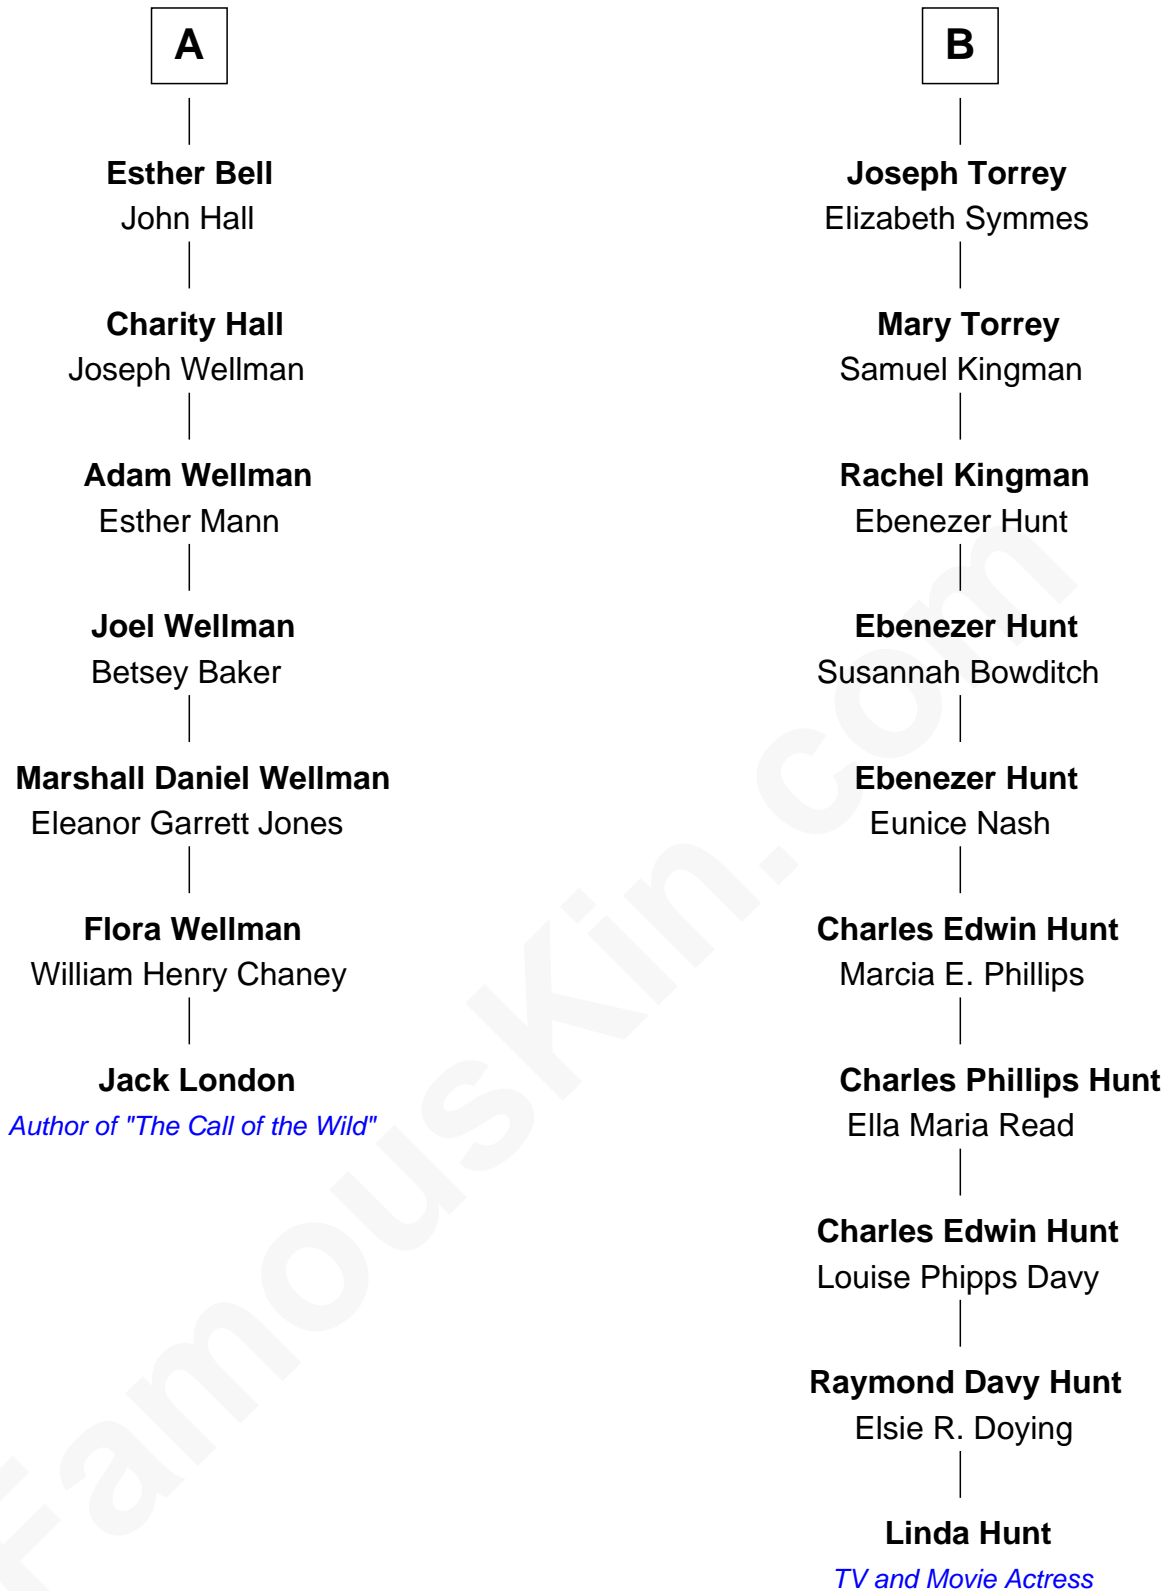 A
Esther Bell
John Hall
Charity Hall
Joseph Wellman
Adam Wellman
Esther Mann
Joel Wellman
Betsey Baker
Marshall Daniel Wellman
Eleanor Garrett Jones
Flora Wellman
William Henry Chaney
Jack London
Author of "The Call of the Wild"
B
Joseph Torrey
Elizabeth Symmes
Mary Torrey
Samuel Kingman
Rachel Kingman
Ebenezer Hunt
Ebenezer Hunt
Susannah Bowditch
Ebenezer Hunt
Eunice Nash
Charles Edwin Hunt
Marcia E. Phillips
Charles Phillips Hunt
Ella Maria Read
Charles Edwin Hunt
Louise Phipps Davy
Raymond Davy Hunt
Elsie R. Doying
Linda Hunt
TV and Movie Actress
FamousKin.com